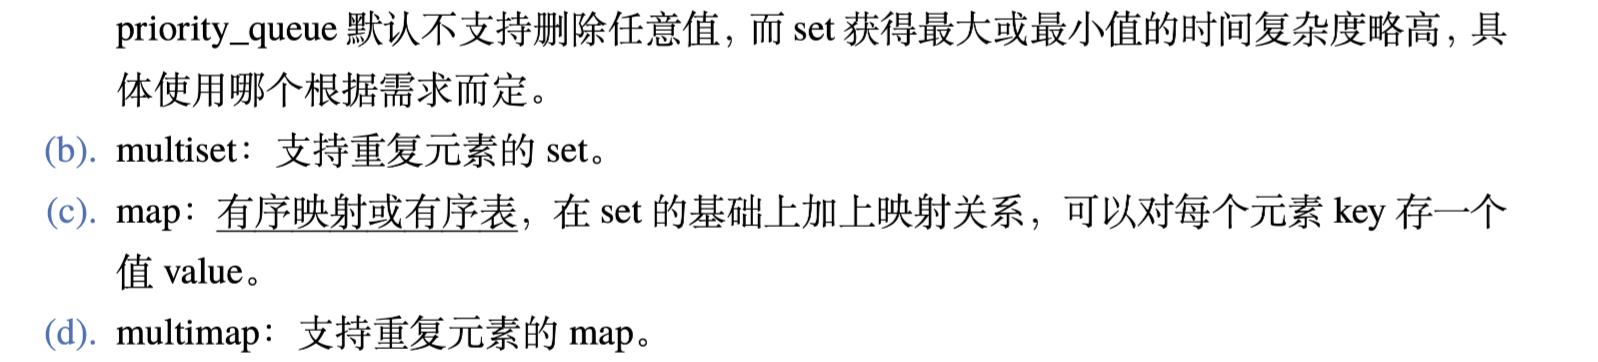 priority_queue 默认不支持删除任意值，而 set 获得最大或最小值的时间复杂度略高，具
体使用哪个根据需求而定。
(b). multiset：支持重复元素的 set。
(c). map：有序映射或有序表，在 set 的基础上加上映射关系，可以对每个元素 key 存一个
值 value。
(d). multimap：支持重复元素的 map。